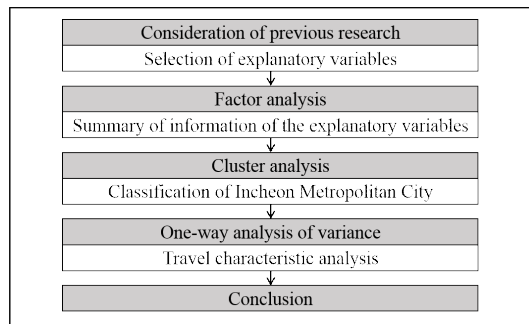 Consideration of previous research
Selection of explanatory variables
Factor analysis
Summary of information of the explanatory variables
Cluster analysis
Classification of Incheon Metropolitan City
One-way analysis of variance
Travel characteristic analysis
Conclusion